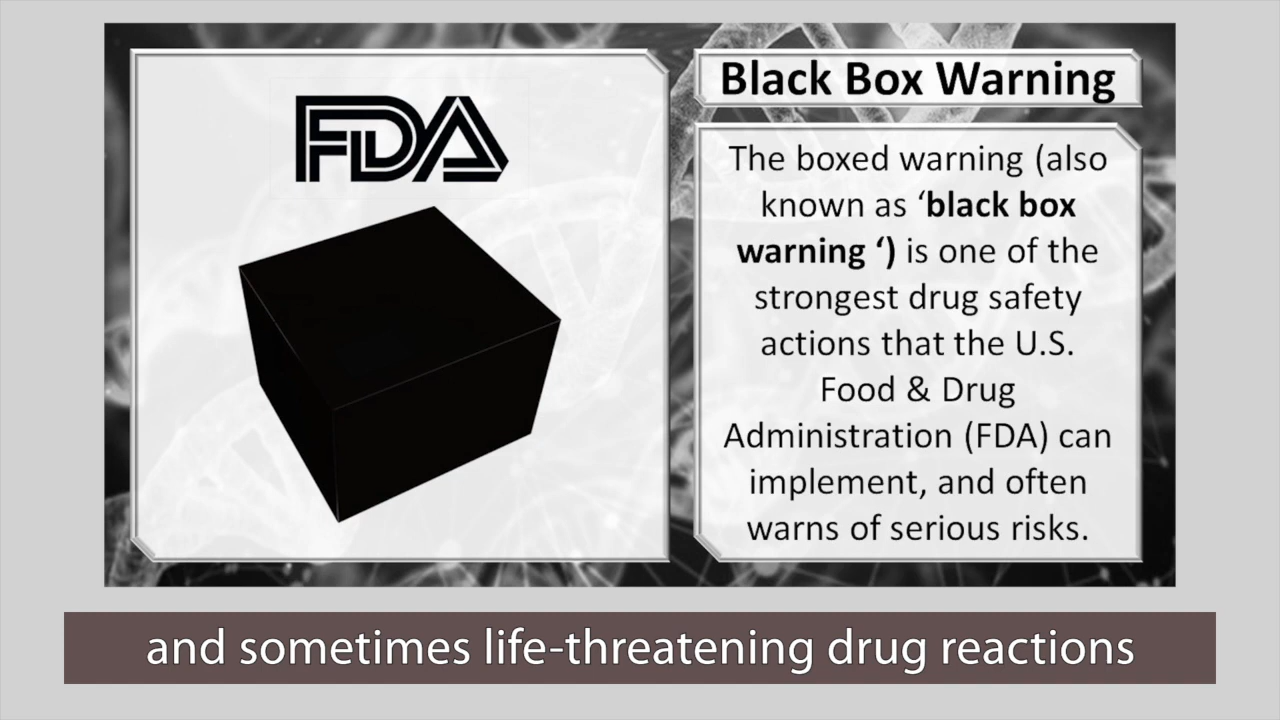 FDA
Black Box Warning
The boxed warning (also
known as ‘black box
warning ‘) is one of the
strongest drug safety
actions that the U.S.
Food & Drug
Administration (FDA) can
implement, and often
warns of serious risks.
and sometimes life-threatening drug reactions